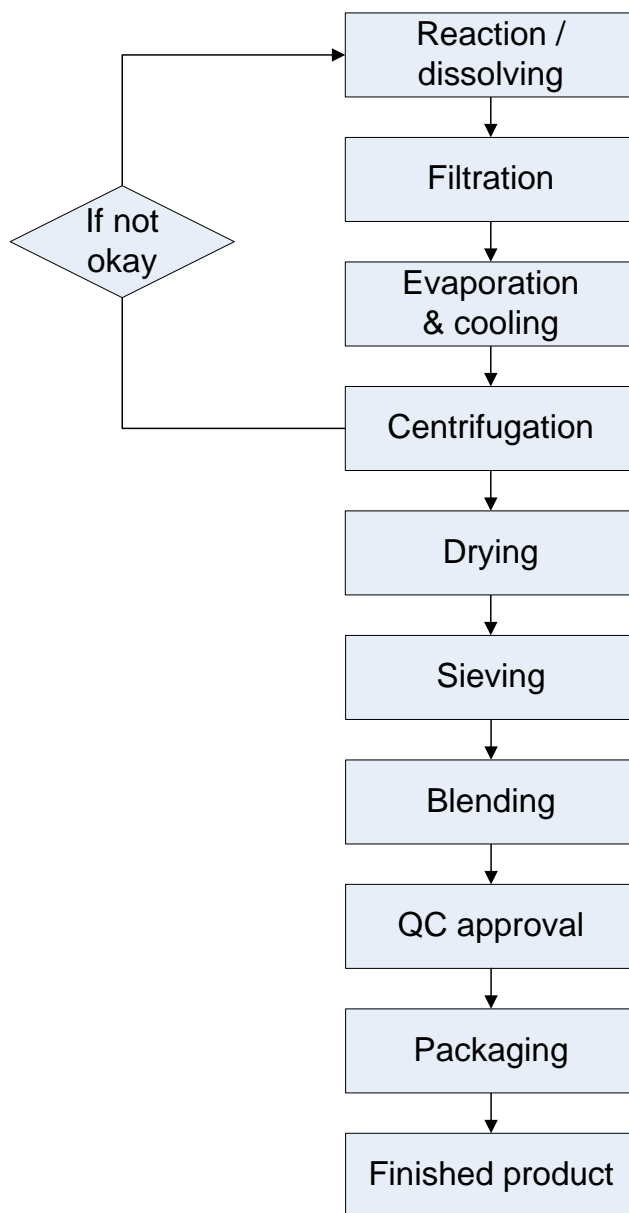 Reaction /
dissolving
Filtration
If not
okay
Evaporation
& cooling
Centrifugation
Drying
Sieving
Blending
QC approval
Packaging
Finished product